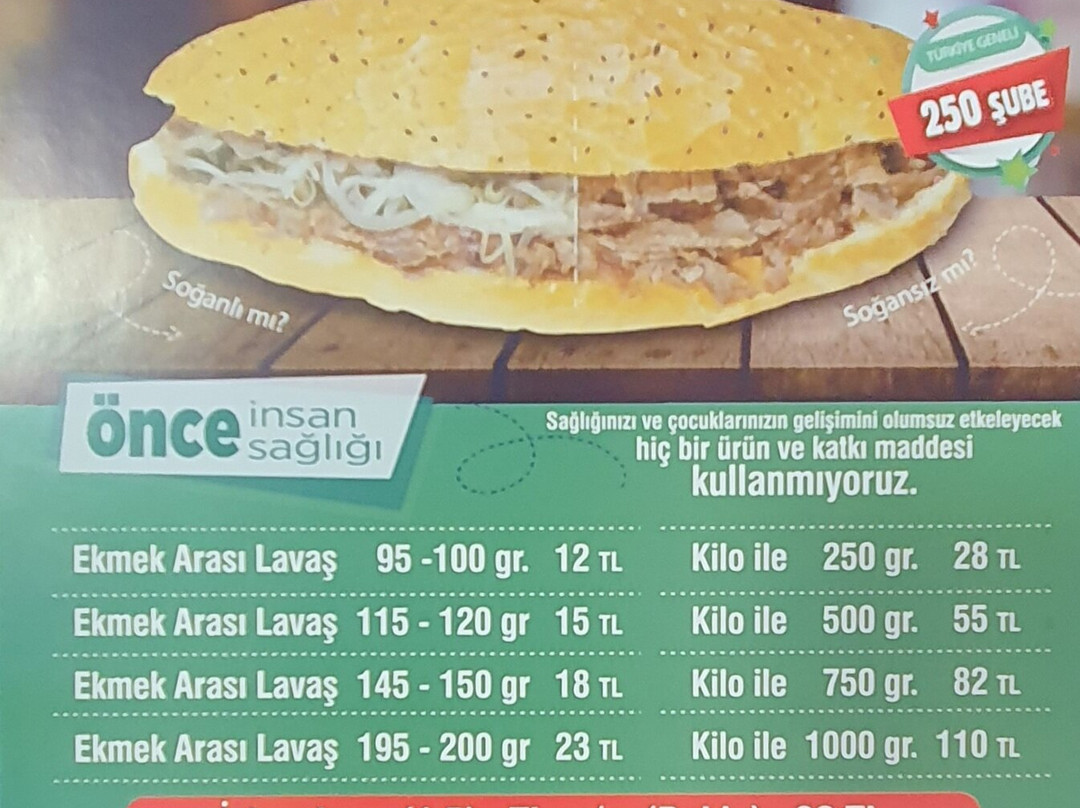 TÜRKİYE GENELİ
250 ŞUBE
Soğanlı mı?
Soğansız mı?
önce insan sağlığı
Sağlığınızı ve çocuklarınızın gelişimini olumsuz etkeleyecek
hiç bir ürün ve katkı maddesi
kullanmıyoruz.
Ekmek Arası Lavaş 95 -100 gr. 12 TL
Kilo ile 250 gr. 28 TL
Ekmek Arası Lavaş 115 - 120 gr 15 TL
Kilo ile 500 gr. 55 TL
Ekmek Arası Lavaş 145 - 150 gr 18 TL
Kilo ile 750 gr. 82 TL
Ekmek Arası Lavaş 195 - 200 gr 23 TL
Kilo ile 1000 gr. 110 TL